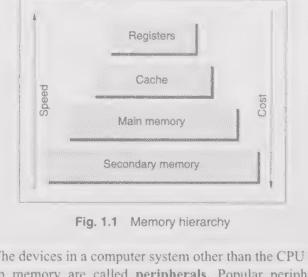 Registers
Cache
Main memory
Secondary memory
Speed
Cost
Fig. 1.1 Memory hierarchy
The devices in a computer system other than the CPU
memory are called peripherals. Popular